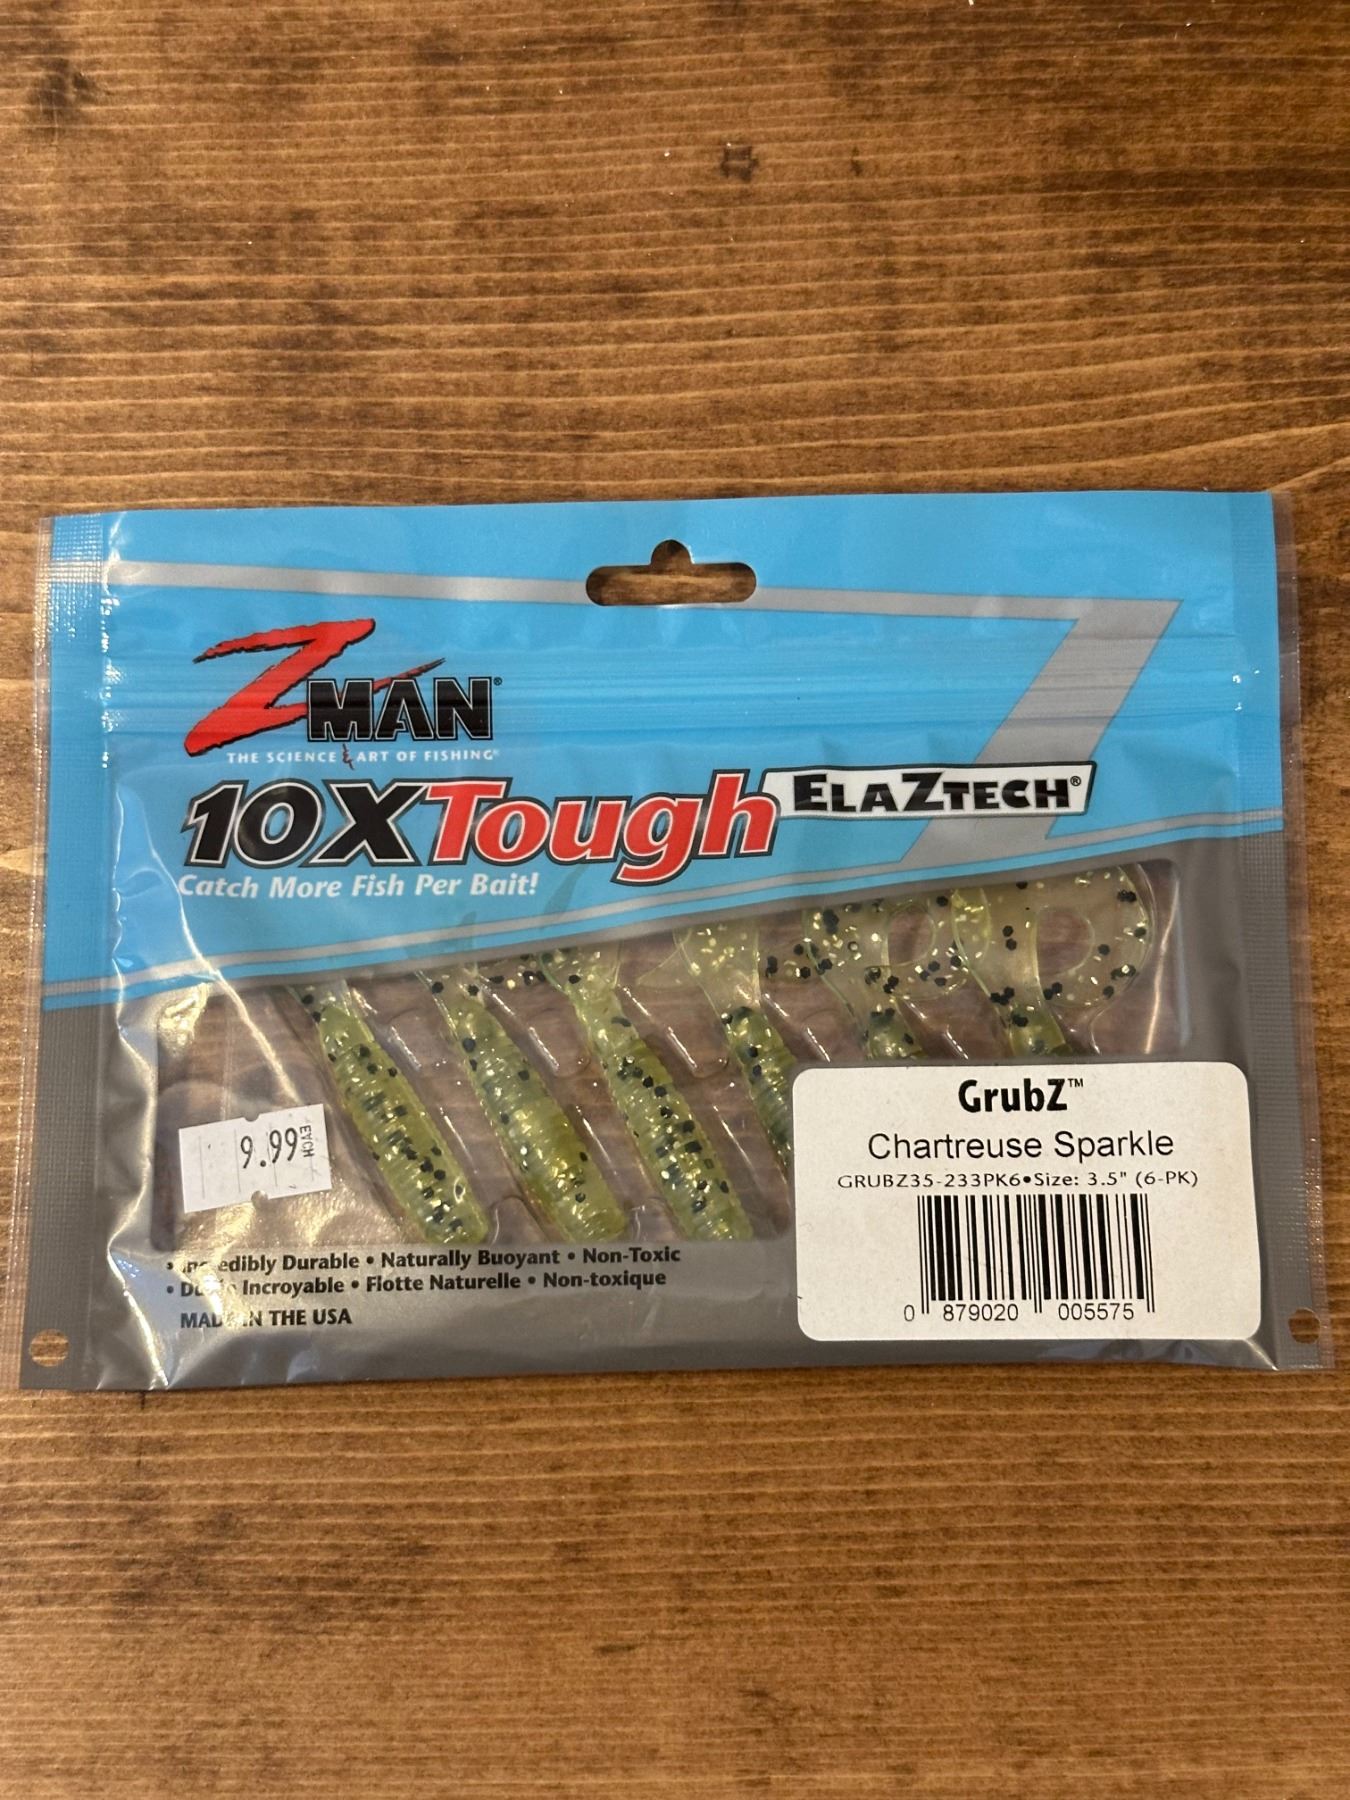 ZMAN®
THE SCIENCE & ART OF FISHING®
10X Tough ELAZTECH®
Catch More Fish Per Bait!
9.99 EACH
GrubZ™
Chartreuse Sparkle
GRUBZ35-233PK6•Size: 3.5" (6-PK)
0 879020 005575
• Incredibly Durable • Naturally Buoyant • Non-Toxic
• Incroyable • Flotte Naturelle • Non-toxique
MADE IN THE USA